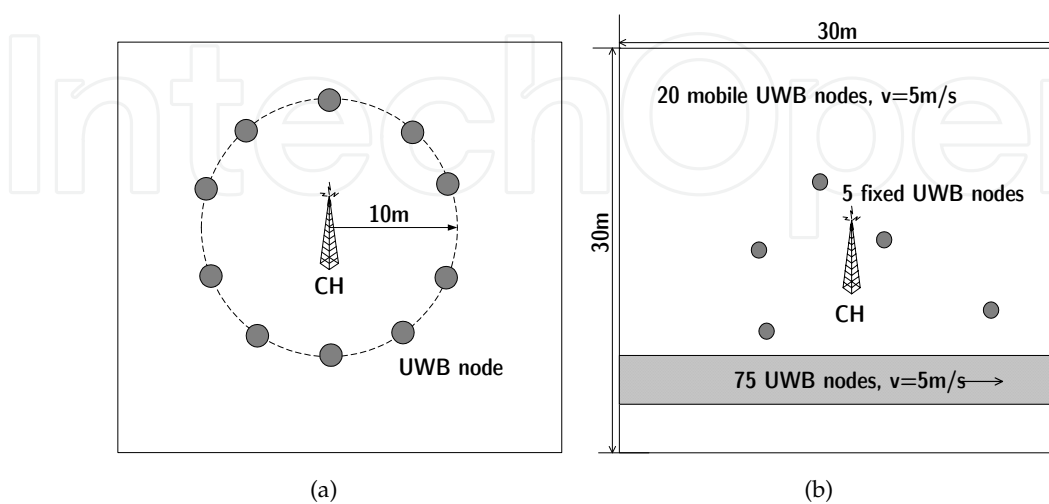 IntechOpen
30m
20 mobile UWB nodes, v=5m/s
5 fixed UWB nodes
10m
30m
CH
CH
UWB node
75 UWB nodes, v=5m/s
(a)
(b)